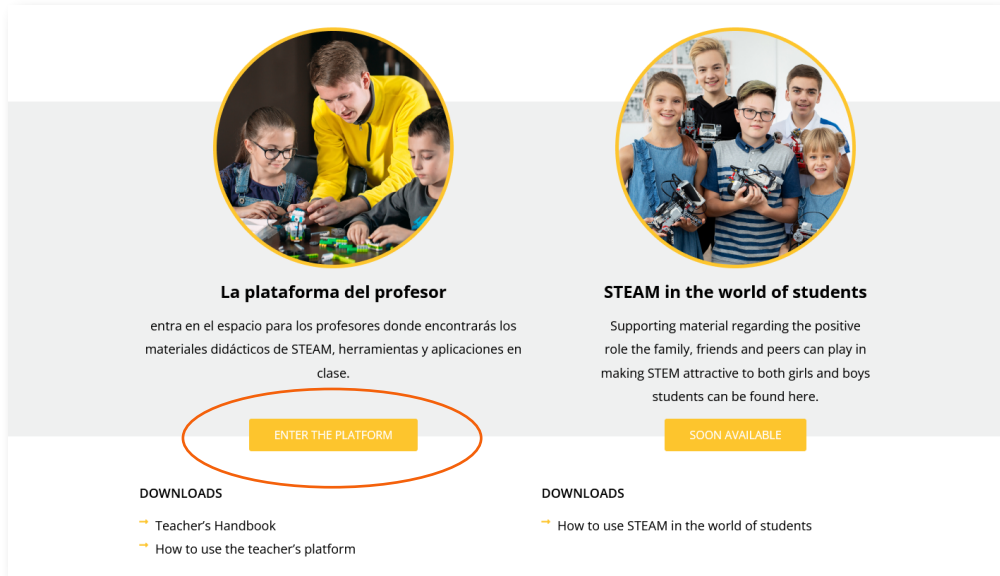 La plataforma del profesor
entra en el espacio para los profesores donde encontrarás los
materiales didácticos de STEAM, herramientas y aplicaciones en
clase.
ENTER THE PLATFORM
DOWNLOADS
→ Teacher's Handbook
→ How to use the teacher's platform
STEAM in the world of students
Supporting material regarding the positive
role the family, friends and peers can play in
making STEM attractive to both girls and boys
students can be found here.
SOON AVAILABLE
DOWNLOADS
→ How to use STEAM in the world of students